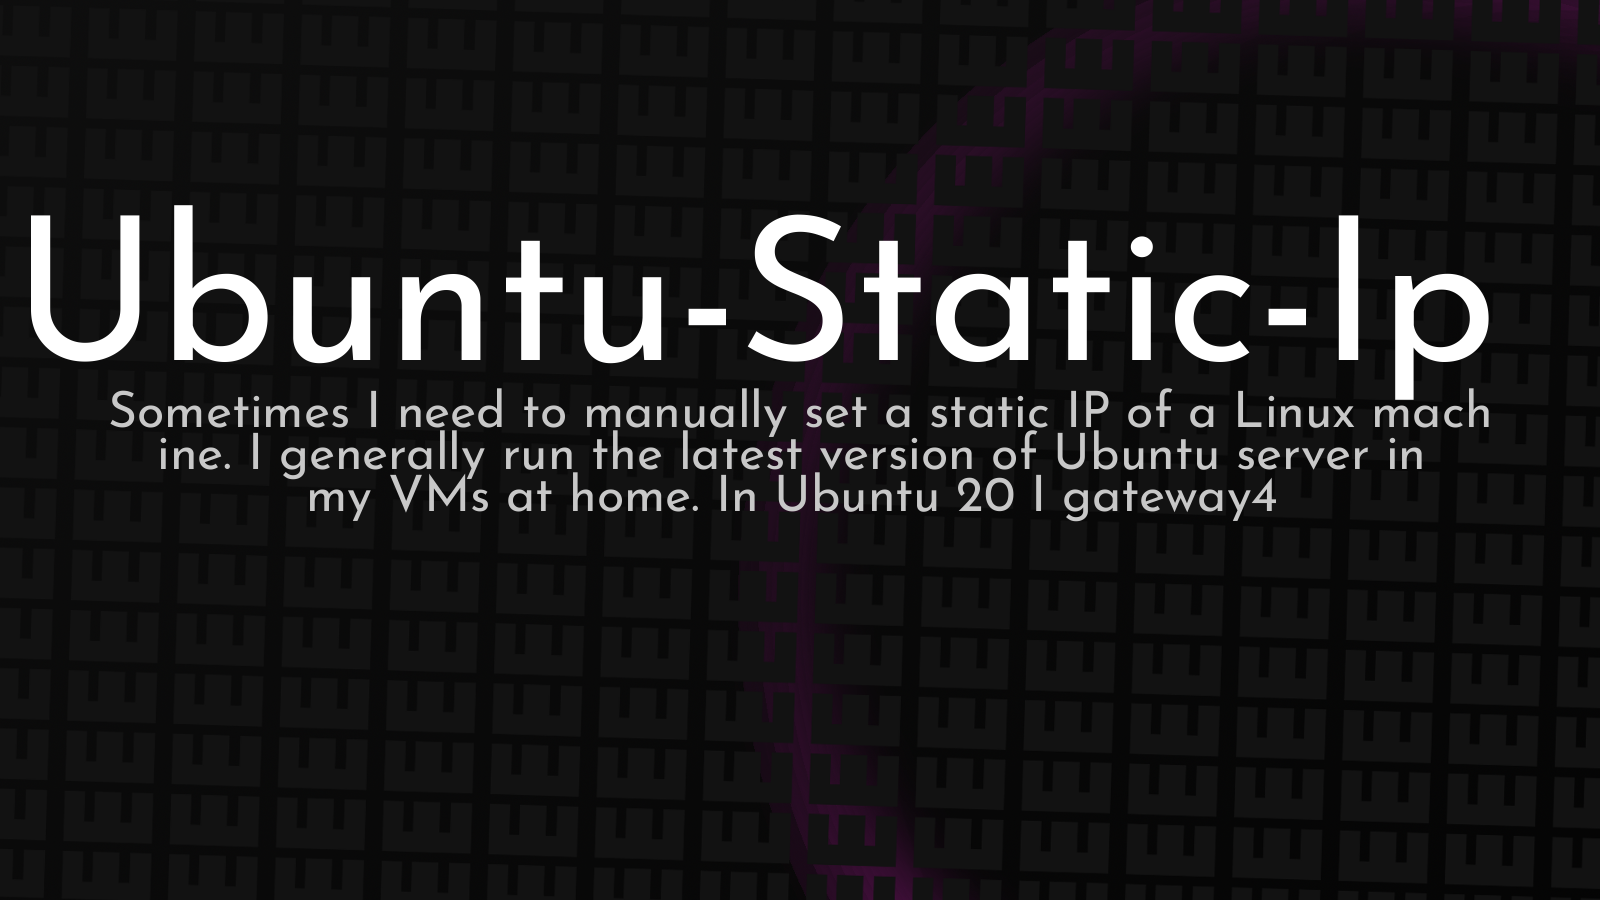 Ubuntu-Static-Ip
Sometimes I need to manually set a static IP of a Linux mach
ine. I generally run the latest version of Ubuntu server in
my VMs at home. In Ubuntu 20 I gateway4